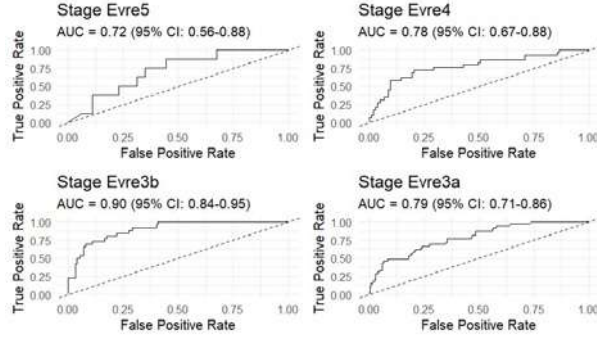 Stage Evre5
AUC = 0.72 (95% CI: 0.56-0.88)
True Positive Rate
1.00
0.75
0.50
0.25
0.00
0.00 0.25 0.50 0.75 1.00
False Positive Rate
Stage Evre4
AUC = 0.78 (95% CI: 0.67-0.88)
True Positive Rate
1.00
0.75
0.50
0.25
0.00
0.00 0.25 0.50 0.75 1.00
False Positive Rate
Stage Evre3b
AUC = 0.90 (95% CI: 0.84-0.95)
True Positive Rate
1.00
0.75
0.50
0.25
0.00
0.00 0.25 0.50 0.75 1.00
False Positive Rate
Stage Evre3a
AUC = 0.79 (95% CI: 0.71-0.86)
True Positive Rate
1.00
0.75
0.50
0.25
0.00
0.00 0.25 0.50 0.75 1.00
False Positive Rate